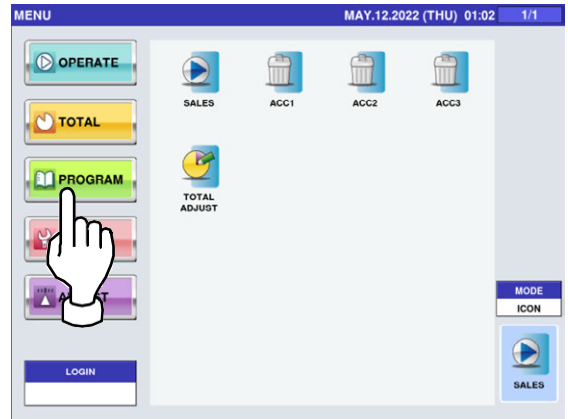 MENU
MAY.12.2022 (THU) 01:02
1/1
OPERATE
TOTAL
PROGRAM
LOGIN
SALES
ACC1
ACC2
ACC3
TOTAL
ADJUST
MODE
ICON
SALES